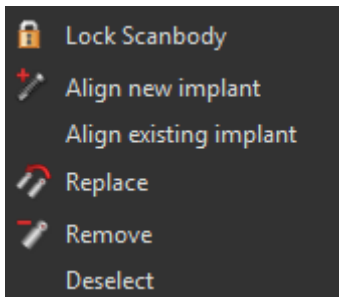 Lock Scanbody
Align new implant
Align existing implant
Replace
Remove
Deselect